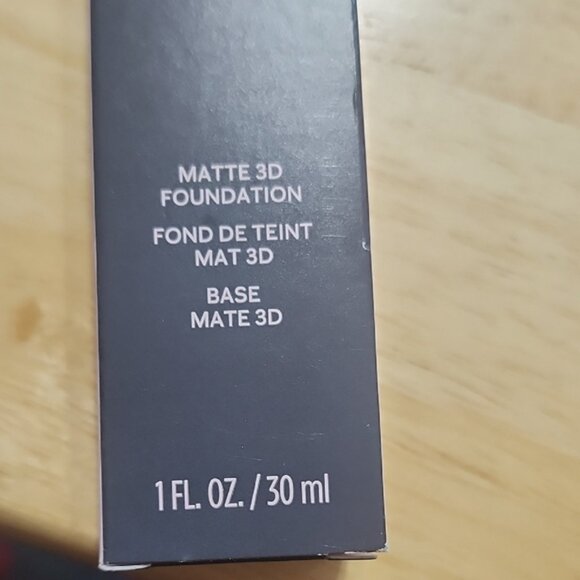 MATTE 3D
FOUNDATION
FOND DE TEINT
MAT 3D
BASE
MATE 3D
1 FL. OZ. / 30 ml